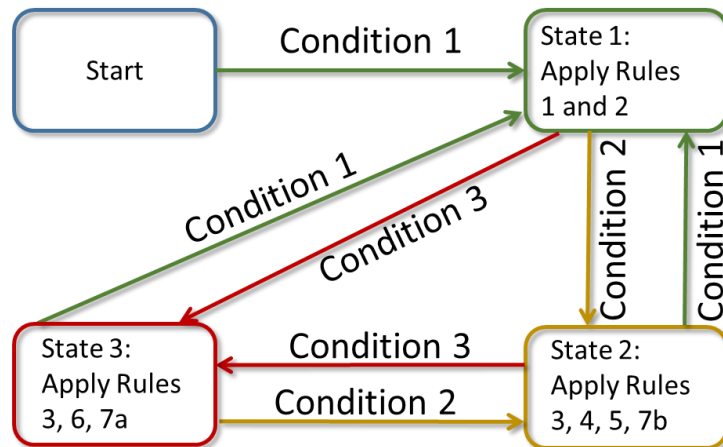 Start
Condition 1
State 1:
Apply Rules
1 and 2
Condition 1
Condition 3
Condition 2
Condition 1
State 3:
Apply Rules
3, 6, 7a
Condition 3
Condition 2
State 2:
Apply Rules
3, 4, 5, 7b